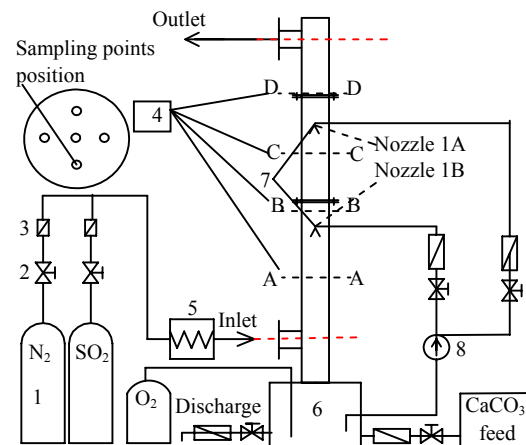 Outlet
Sampling points
position
D D
4
C C
Nozzle 1A
7
Nozzle 1B
B B
3
A A
2
5
Inlet
N₂
SO₂
8
1
O₂
Discharge
6
CaCO₃
feed